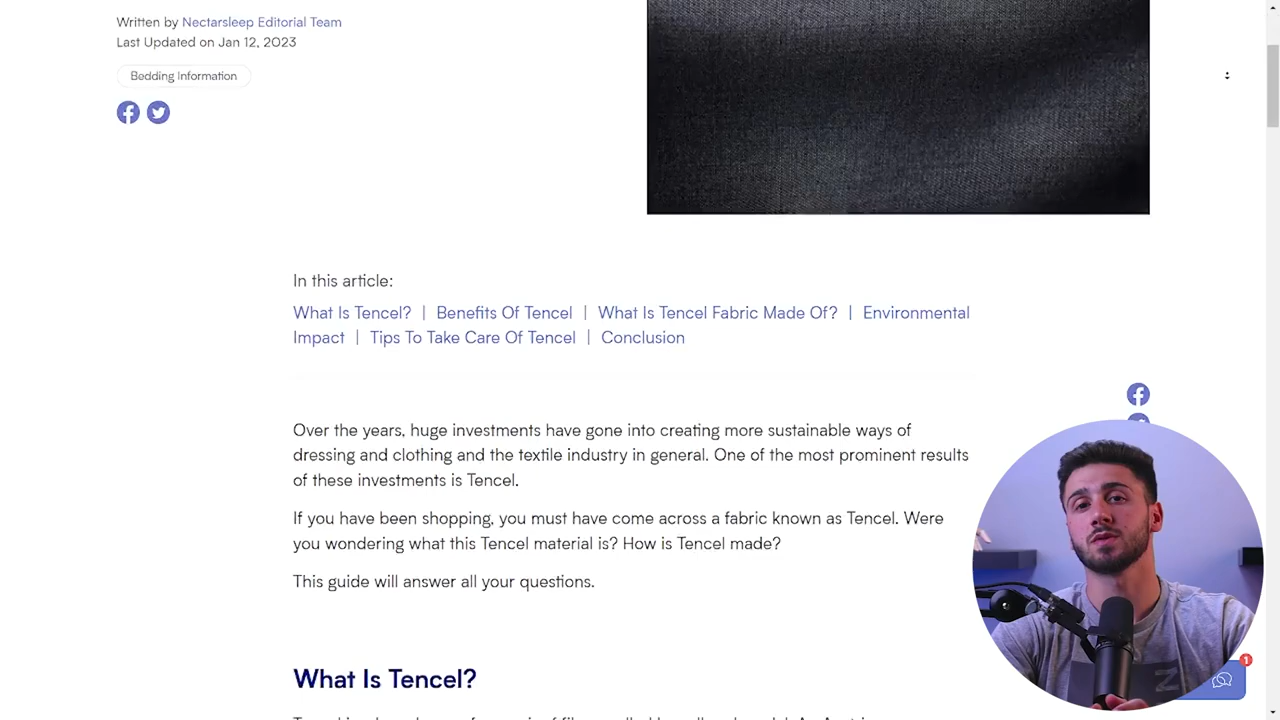 Written by Nectarsleep Editorial Team
Last Updated on Jan 12, 2023
Bedding Information
In this article:
What Is Tencel? | Benefits Of Tencel | What Is Tencel Fabric Made Of? | Environmental
Impact | Tips To Take Care Of Tencel | Conclusion
Over the years, huge investments have gone into creating more sustainable ways of
dressing and clothing and the textile industry in general. One of the most prominent results
of these investments is Tencel.
If you have been shopping, you must have come across a fabric known as Tencel. Were
you wondering what this Tencel material is? How is Tencel made?
This guide will answer all your questions.
What Is Tencel?
1